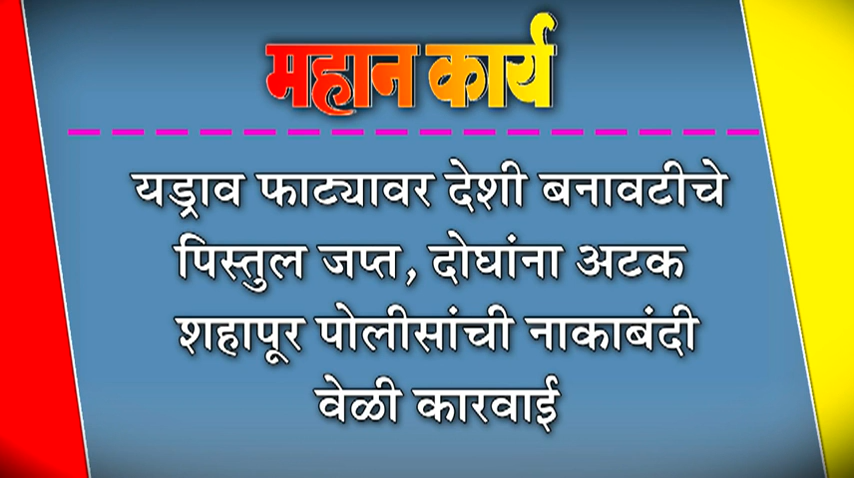 महान कार्य
यड्राव फाट्यावर देशी बनावटीचे
पिस्तुल जप्त, दोघांना अटक
शहापूर पोलीसांची नाकाबंदी
वेळी कारवाई